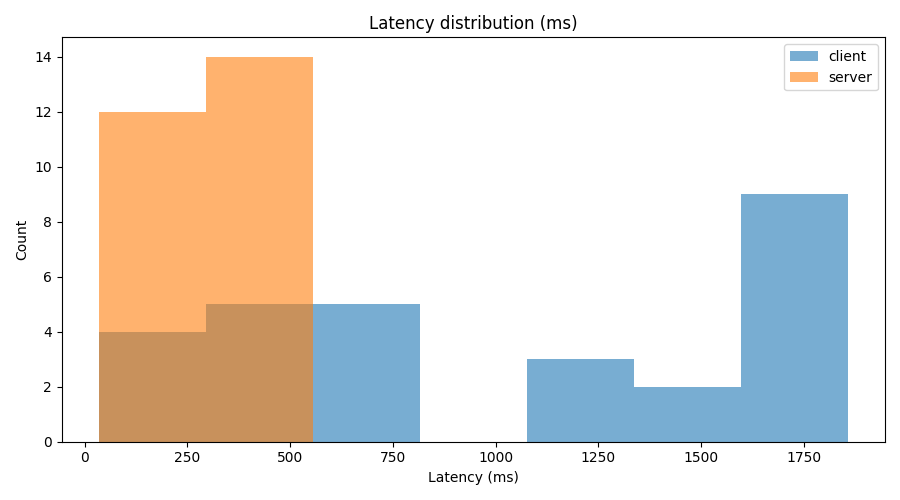 Latency distribution (ms)
client
server
14
12
10
8
6
4
2
0
Count
0 250 500 750 1000 1250 1500 1750
Latency (ms)